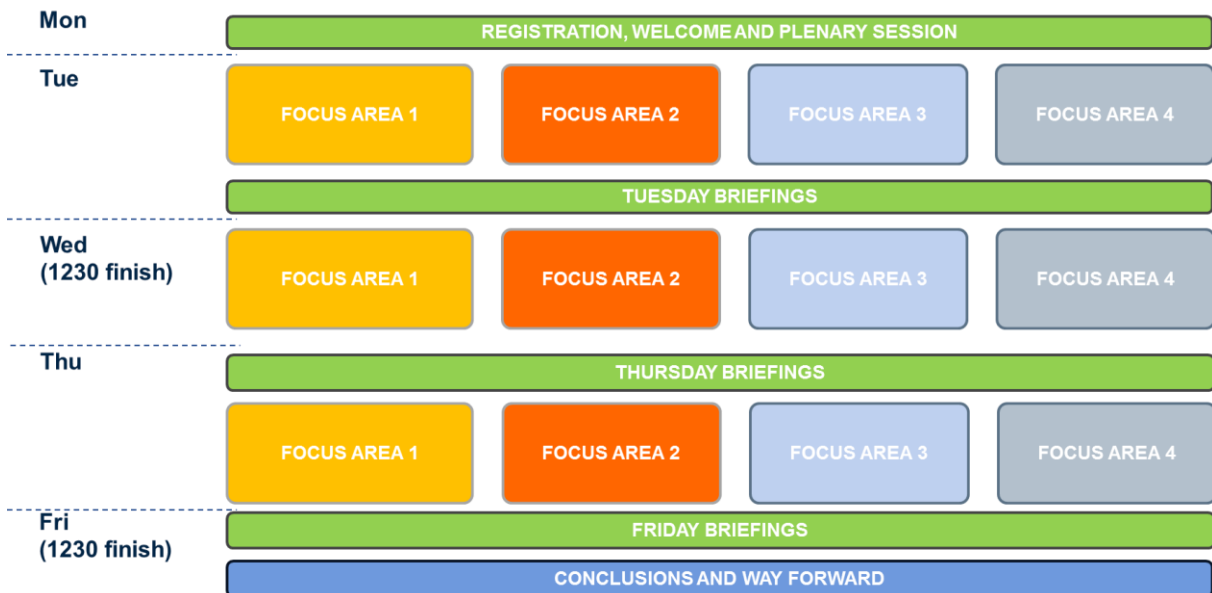 Mon
REGISTRATION, WELCOME AND PLENARY SESSION
Tue
FOCUS AREA 1
FOCUS AREA 2
FOCUS AREA 3
FOCUS AREA 4
TUESDAY BRIEFINGS
Wed
(1230 finish)
FOCUS AREA 1
FOCUS AREA 2
FOCUS AREA 3
FOCUS AREA 4
Thu
THURSDAY BRIEFINGS
FOCUS AREA 1
FOCUS AREA 2
FOCUS AREA 3
FOCUS AREA 4
Fri
(1230 finish)
FRIDAY BRIEFINGS
CONCLUSIONS AND WAY FORWARD